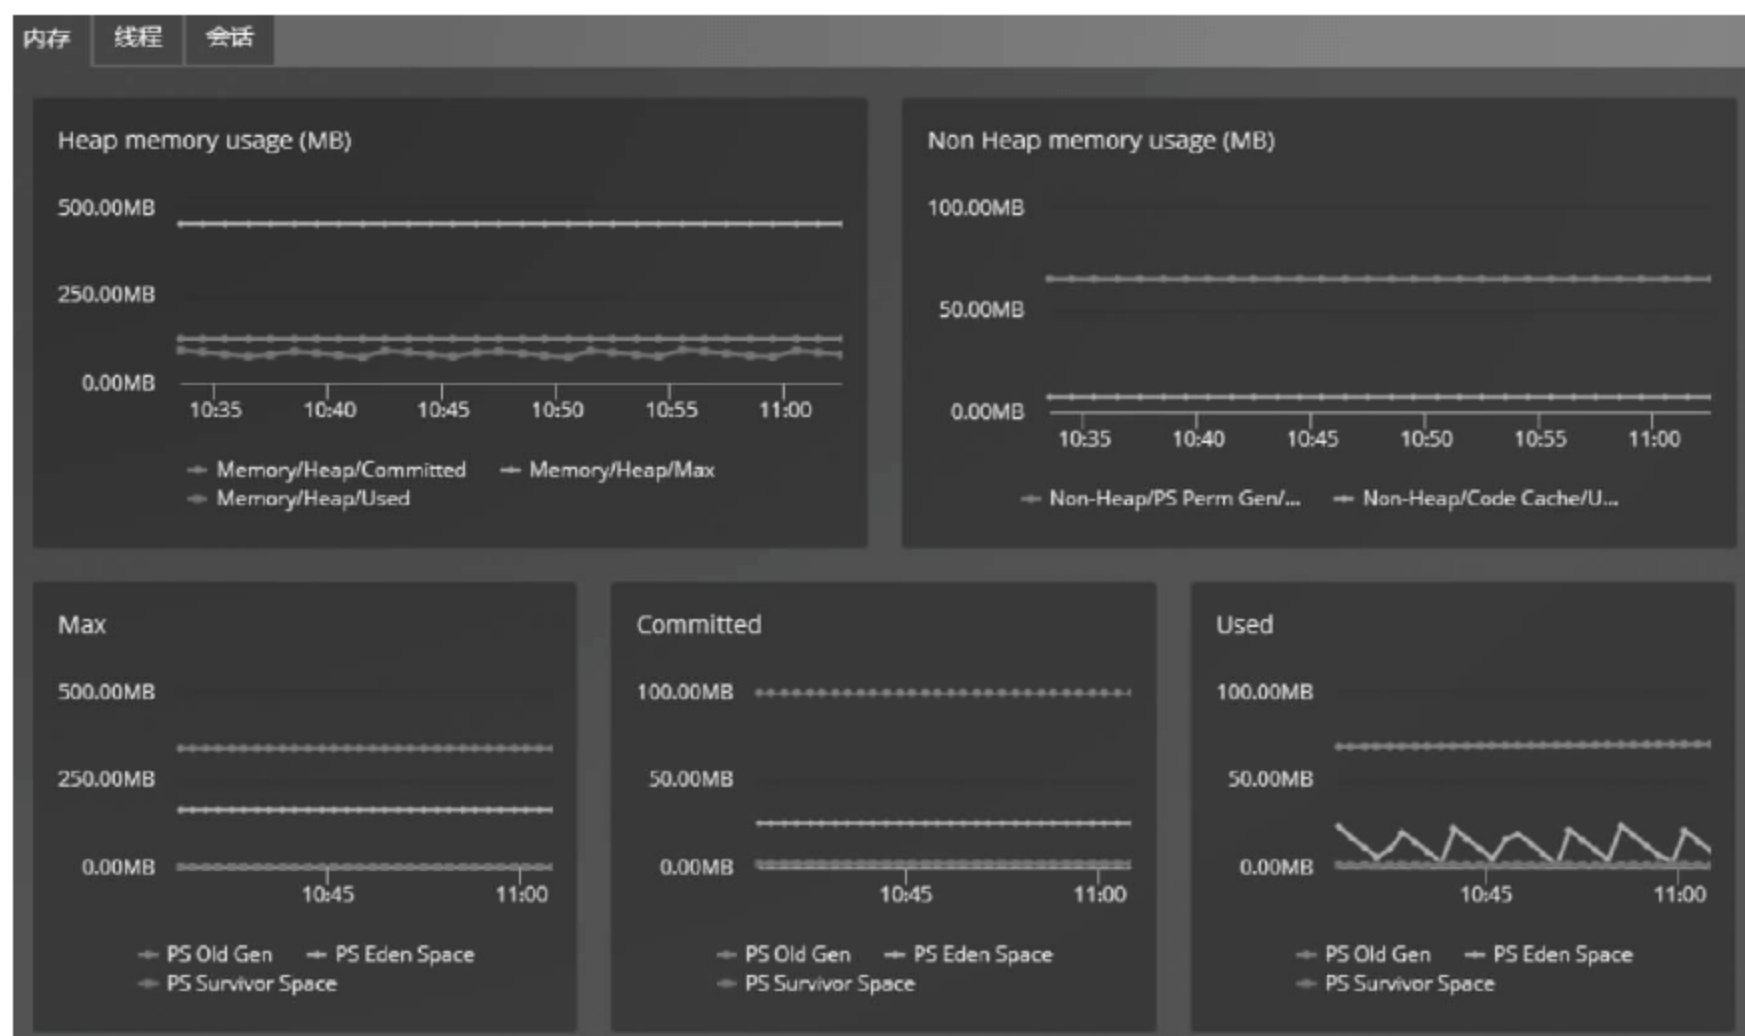 内存 线程 会话
Heap memory usage (MB)
500.00MB
250.00MB
0.00MB
10:35 10:40 10:45 10:50 10:55 11:00
Memory/Heap/Committed Memory/Heap/Max
Memory/Heap/Used
Non Heap memory usage (MB)
100.00MB
50.00MB
0.00MB
10:35 10:40 10:45 10:50 10:55 11:00
Non-Heap/PS Perm Gen/... Non-Heap/Code Cache/U...
Max
500.00MB
250.00MB
0.00MB
10:45 11:00
PS Old Gen PS Eden Space
PS Survivor Space
Committed
100.00MB
50.00MB
0.00MB
10:45 11:00
PS Old Gen PS Eden Space
PS Survivor Space
Used
100.00MB
50.00MB
0.00MB
10:45 11:00
PS Old Gen PS Eden Space
PS Survivor Space